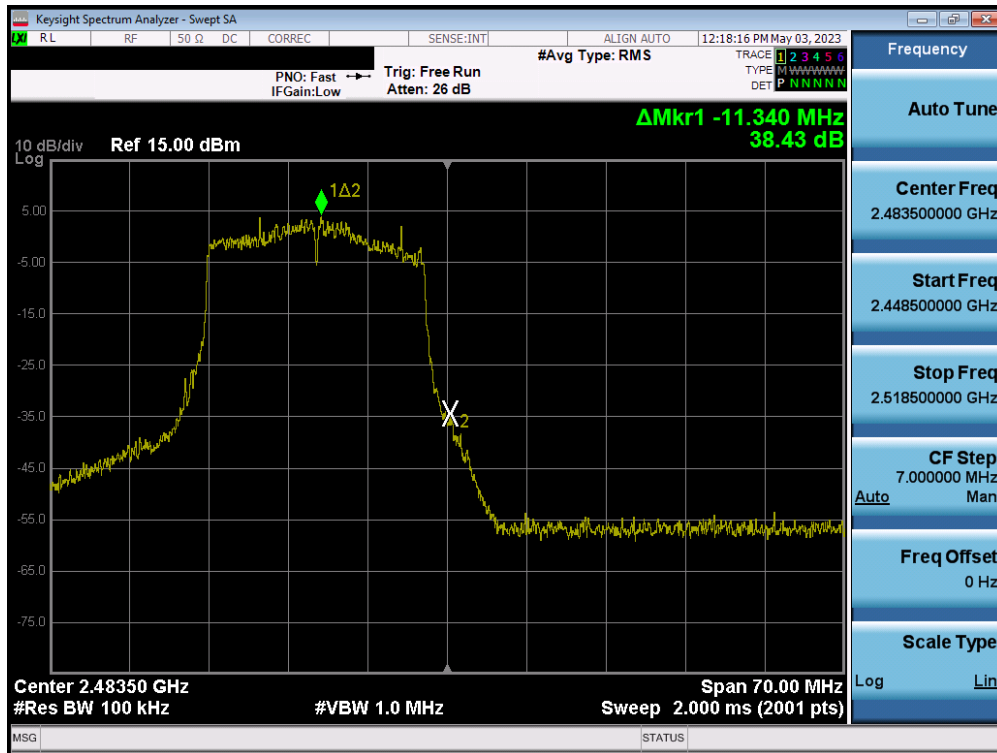 Keysight Spectrum Analyzer - Swept SA
LXI RL RF 50 Ω DC CORREC SENSE:INT ALIGN AUTO 12:18:16 PM May 03, 2023
PNO: Fast
IFGain:Low
Trig: Free Run
Atten: 26 dB
#Avg Type: RMS
TRACE 1 2 3 4 5 6
TYPE M W W W W W
DET P N N N N N
Frequency
ΔMkr1 -11.340 MHz
38.43 dB
10 dB/div Ref 15.00 dBm
Log
1Δ2
5.00
-5.00
-15.0
-25.0
-35.0
X2
-45.0
-55.0
-65.0
-75.0
Center 2.48350 GHz Span 70.00 MHz
#Res BW 100 kHz #VBW 1.0 MHz Sweep 2.000 ms (2001 pts)
Auto Tune
Center Freq
2.483500000 GHz
Start Freq
2.448500000 GHz
Stop Freq
2.518500000 GHz
CF Step
7.000000 MHz
Auto Man
Freq Offset
0 Hz
Scale Type
Log Lin
MSG STATUS